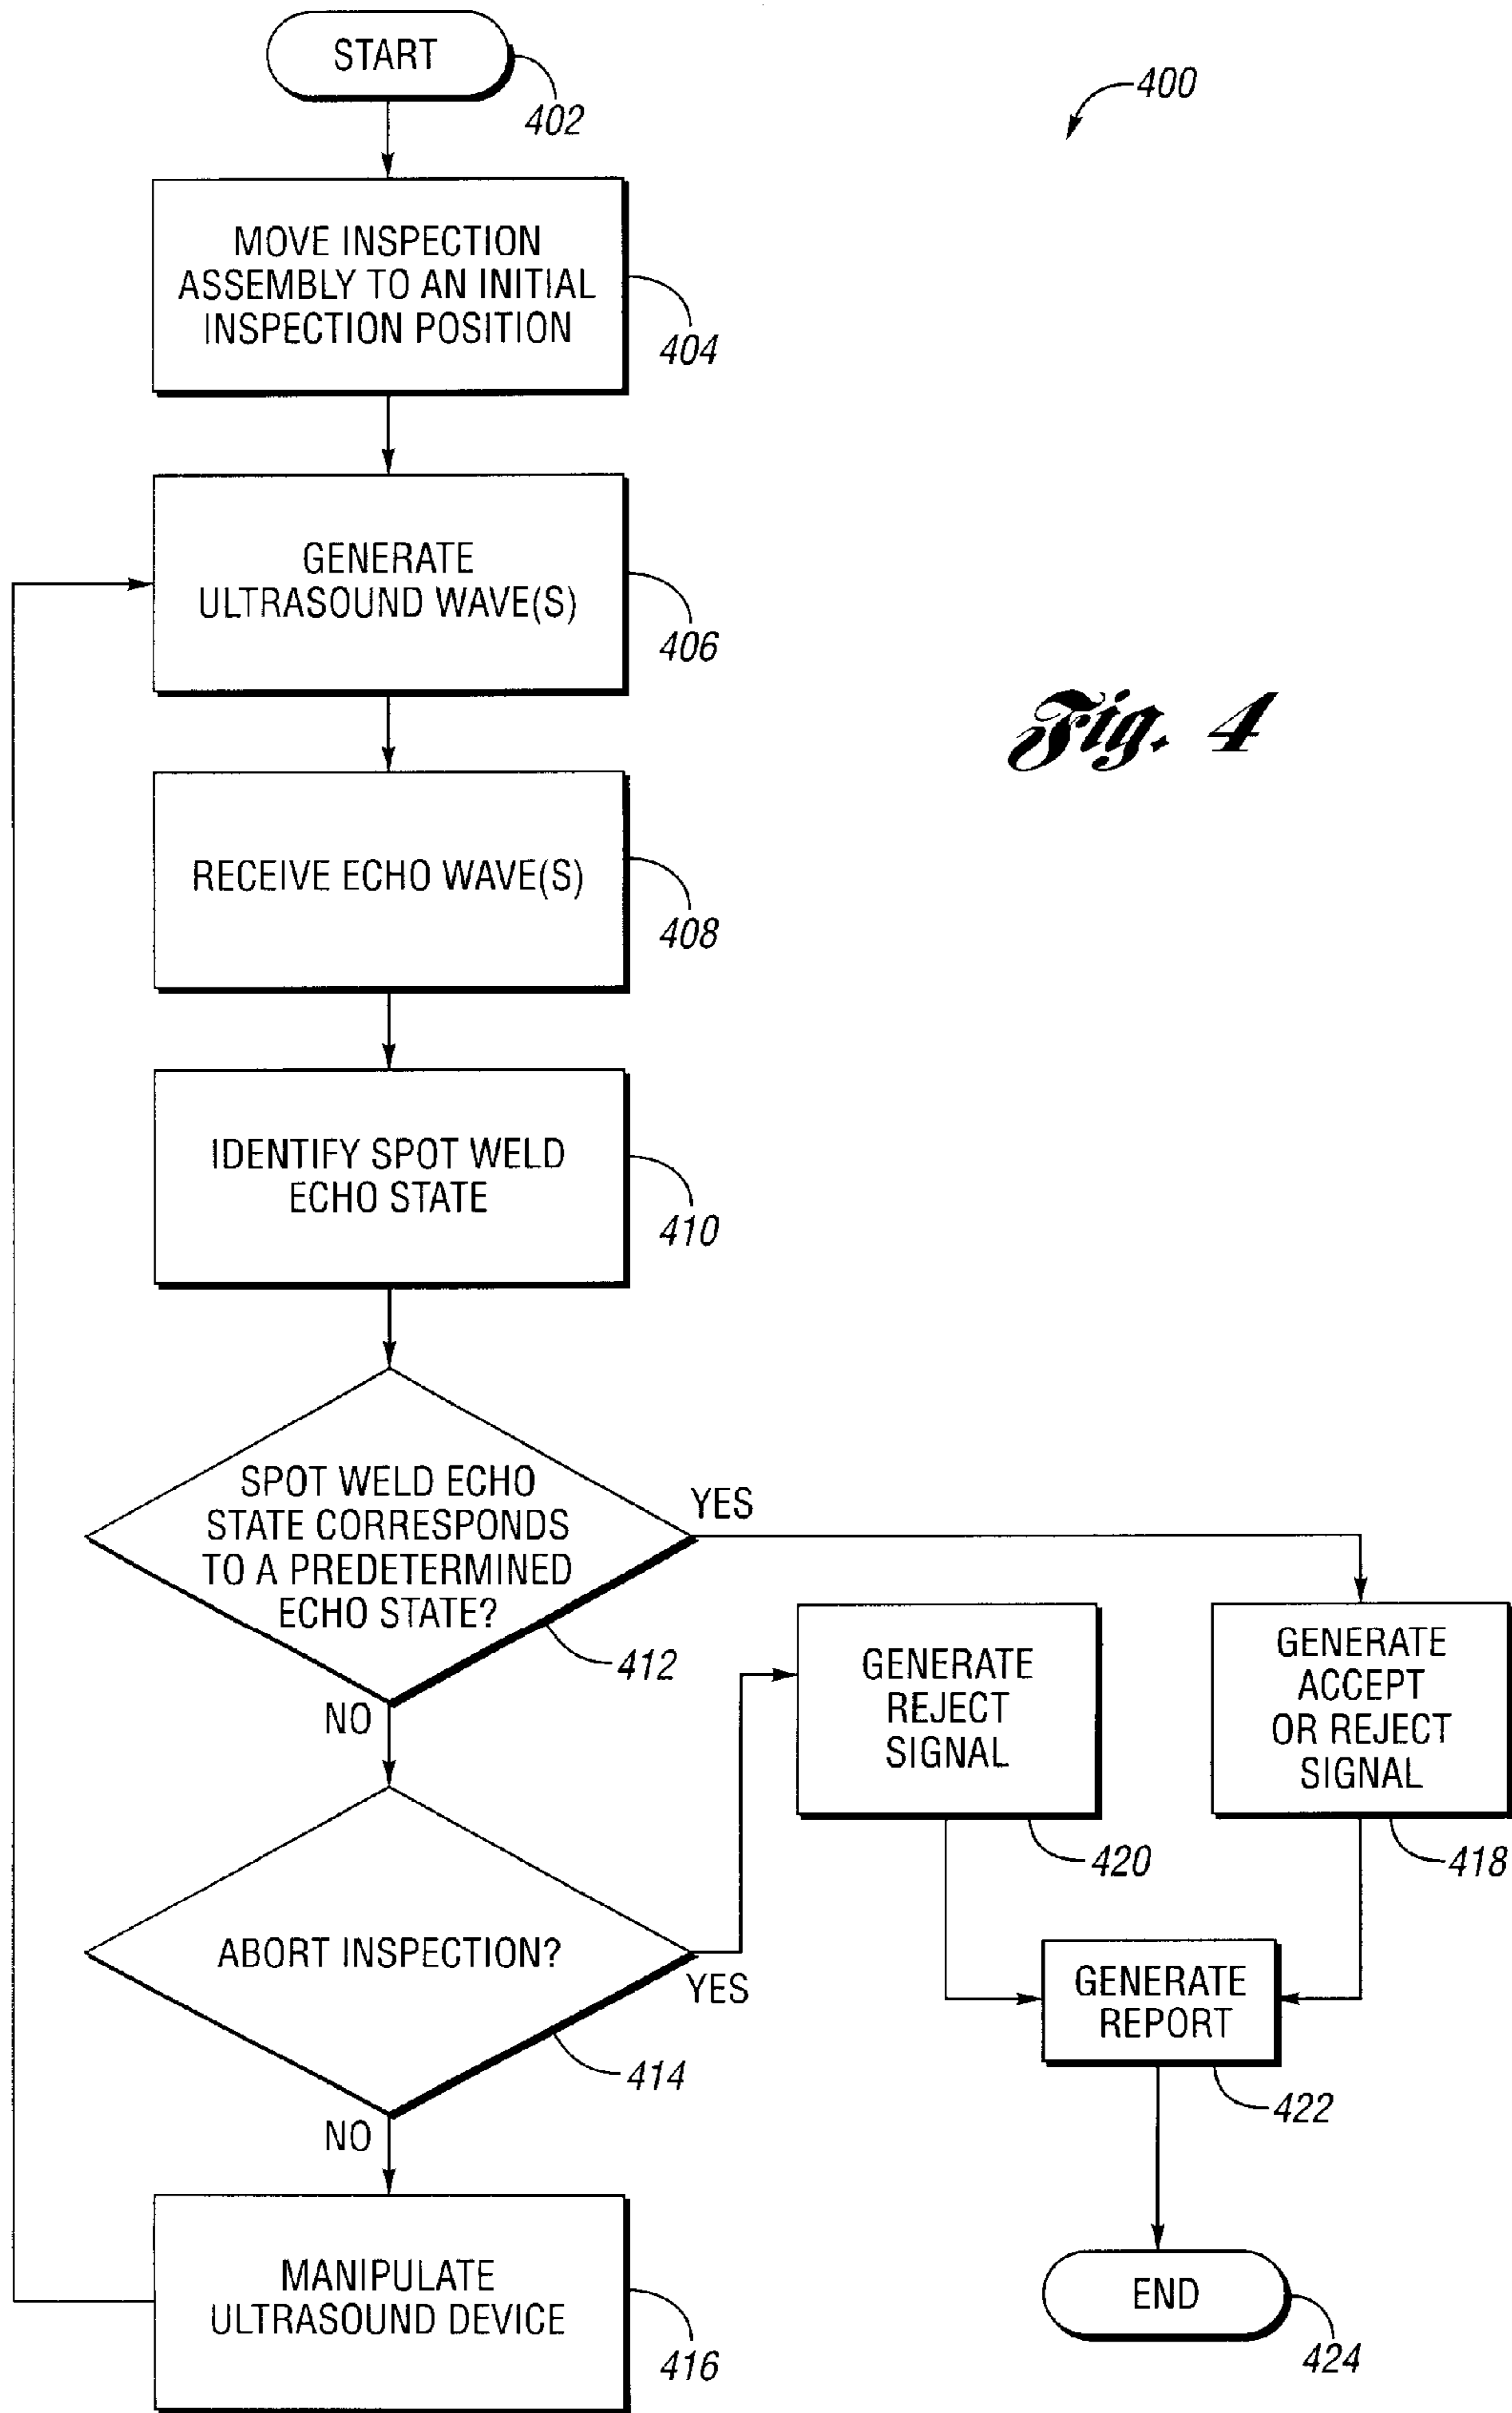 START
402
400
MOVE INSPECTION
ASSEMBLY TO AN INITIAL
INSPECTION POSITION
404
GENERATE
ULTRASOUND WAVE(S)
406
Fig. 4
RECEIVE ECHO WAVE(S)
408
IDENTIFY SPOT WELD
ECHO STATE
410
SPOT WELD ECHO
STATE CORRESPONDS
TO A PREDETERMINED
ECHO STATE?
412
YES
NO
GENERATE
REJECT
SIGNAL
420
GENERATE
ACCEPT
OR REJECT
SIGNAL
418
ABORT INSPECTION?
YES
414
NO
GENERATE
REPORT
422
MANIPULATE
ULTRASOUND DEVICE
416
END
424